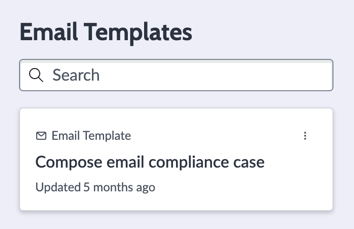 Email Templates
Search
Email Template
Compose email compliance case
Updated 5 months ago